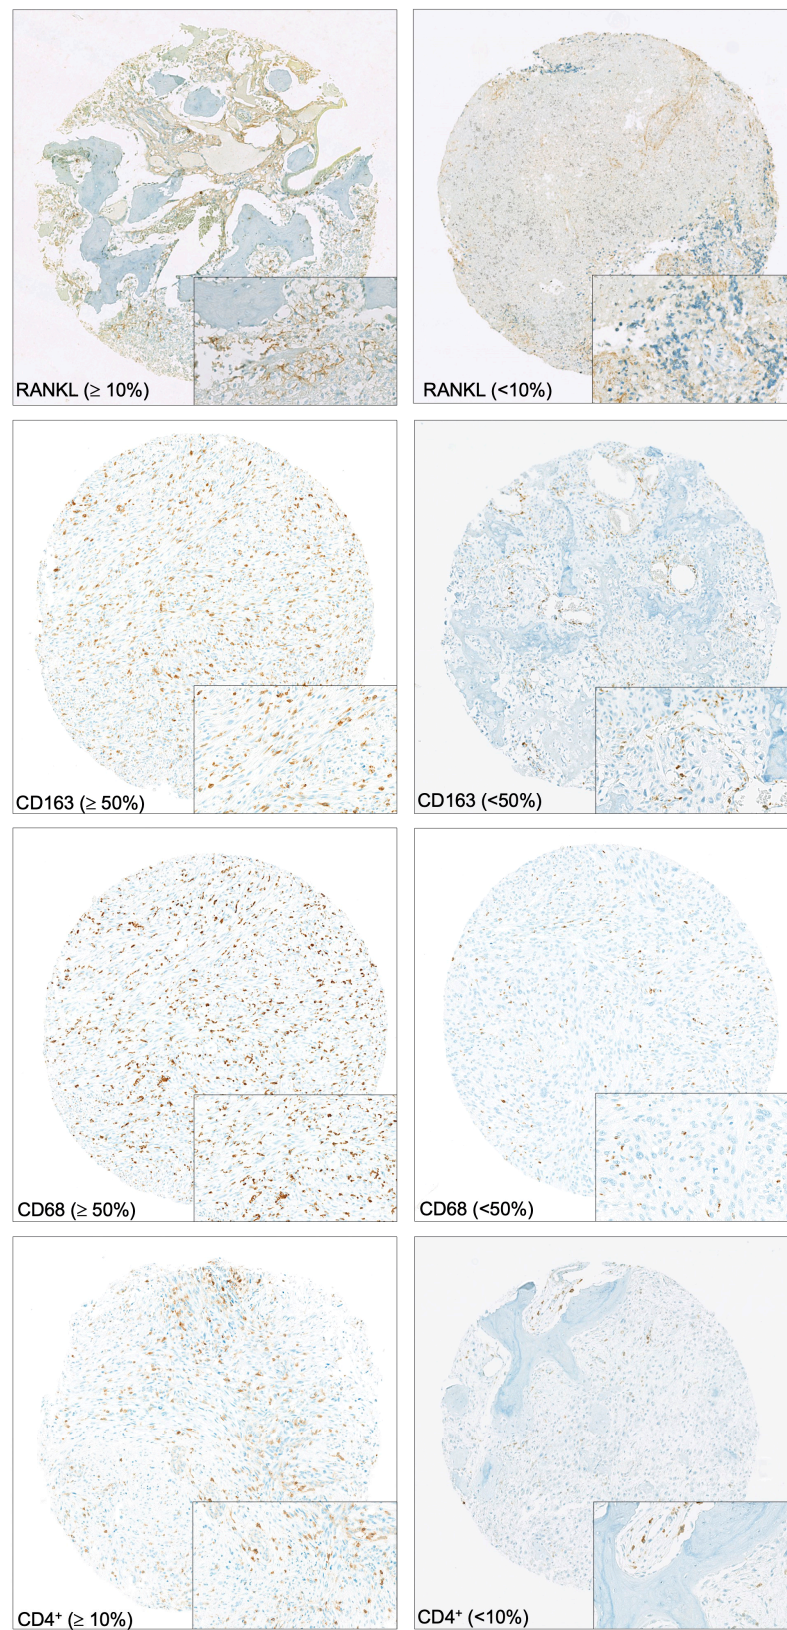 RANKL (≥ 10%)
RANKL (<10%)
CD163 (≥ 50%)
CD163 (<50%)
CD68 (≥ 50%)
CD68 (<50%)
CD4⁺ (≥ 10%)
CD4⁺ (<10%)